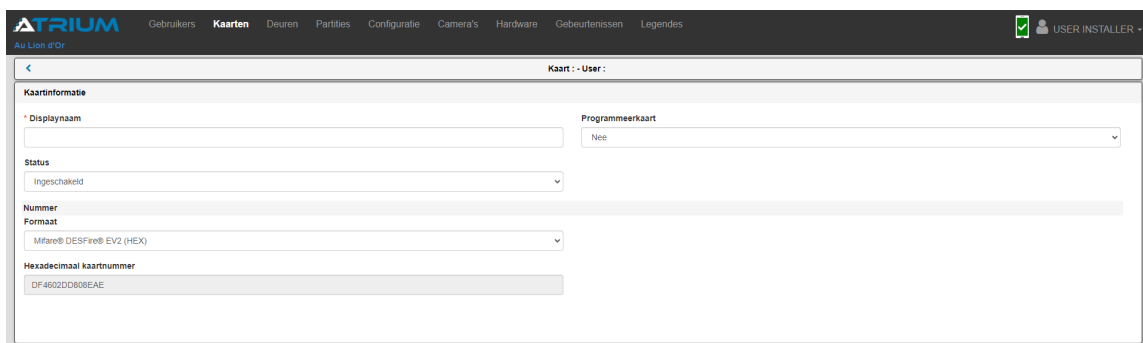 ATRIUM
Gebruikers Kaarten Deuren Partities Configuratie Camera's Hardware Gebeurtenissen Legendes
USER INSTALLER
Au Lion d'Or
Kaart : - User :
Kaartinformatie
* Displaynaam
Programmeerkaart
Nee
Status
Ingeschakeld
Nummer
Formaat
Mifare® DESFire® EV2 (HEX)
Hexadecimaal kaartnummer
DF4602DD808EAE